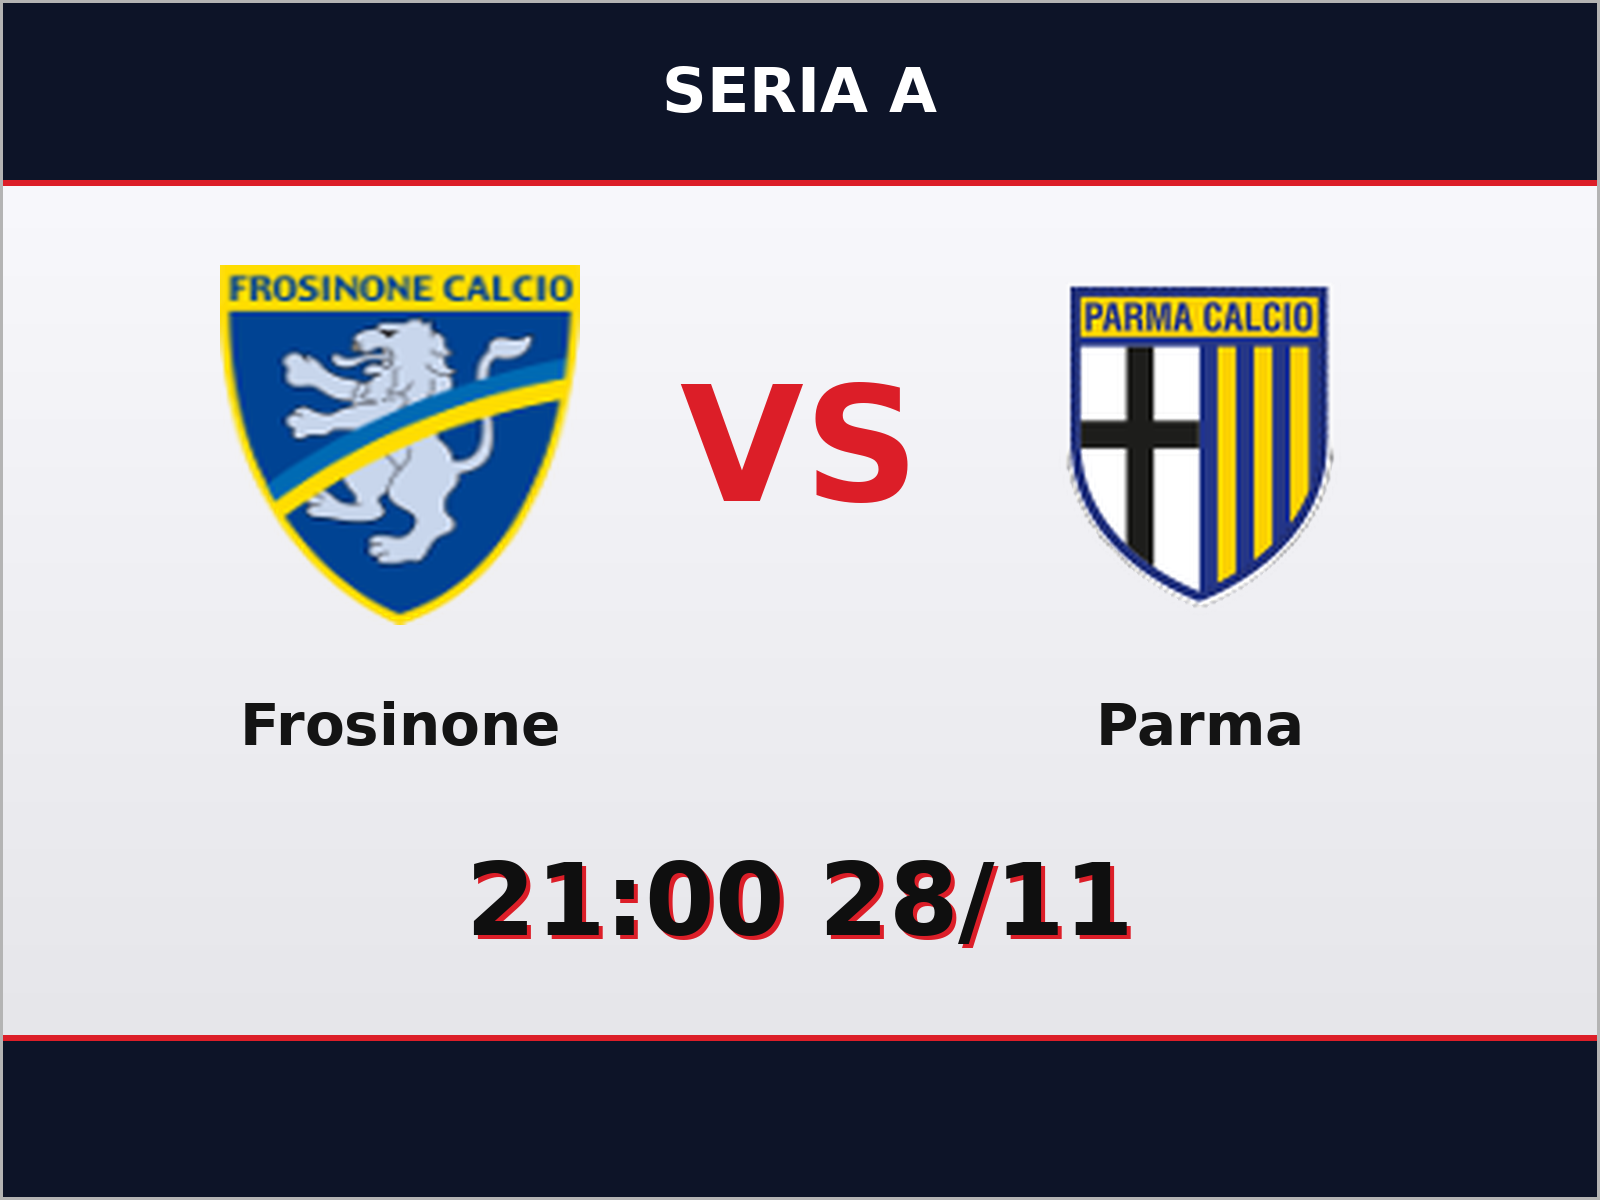 SERIA A
FROSINONE CALCIO
PARMA CALCIO
VS
Frosinone
Parma
21:00 28/11